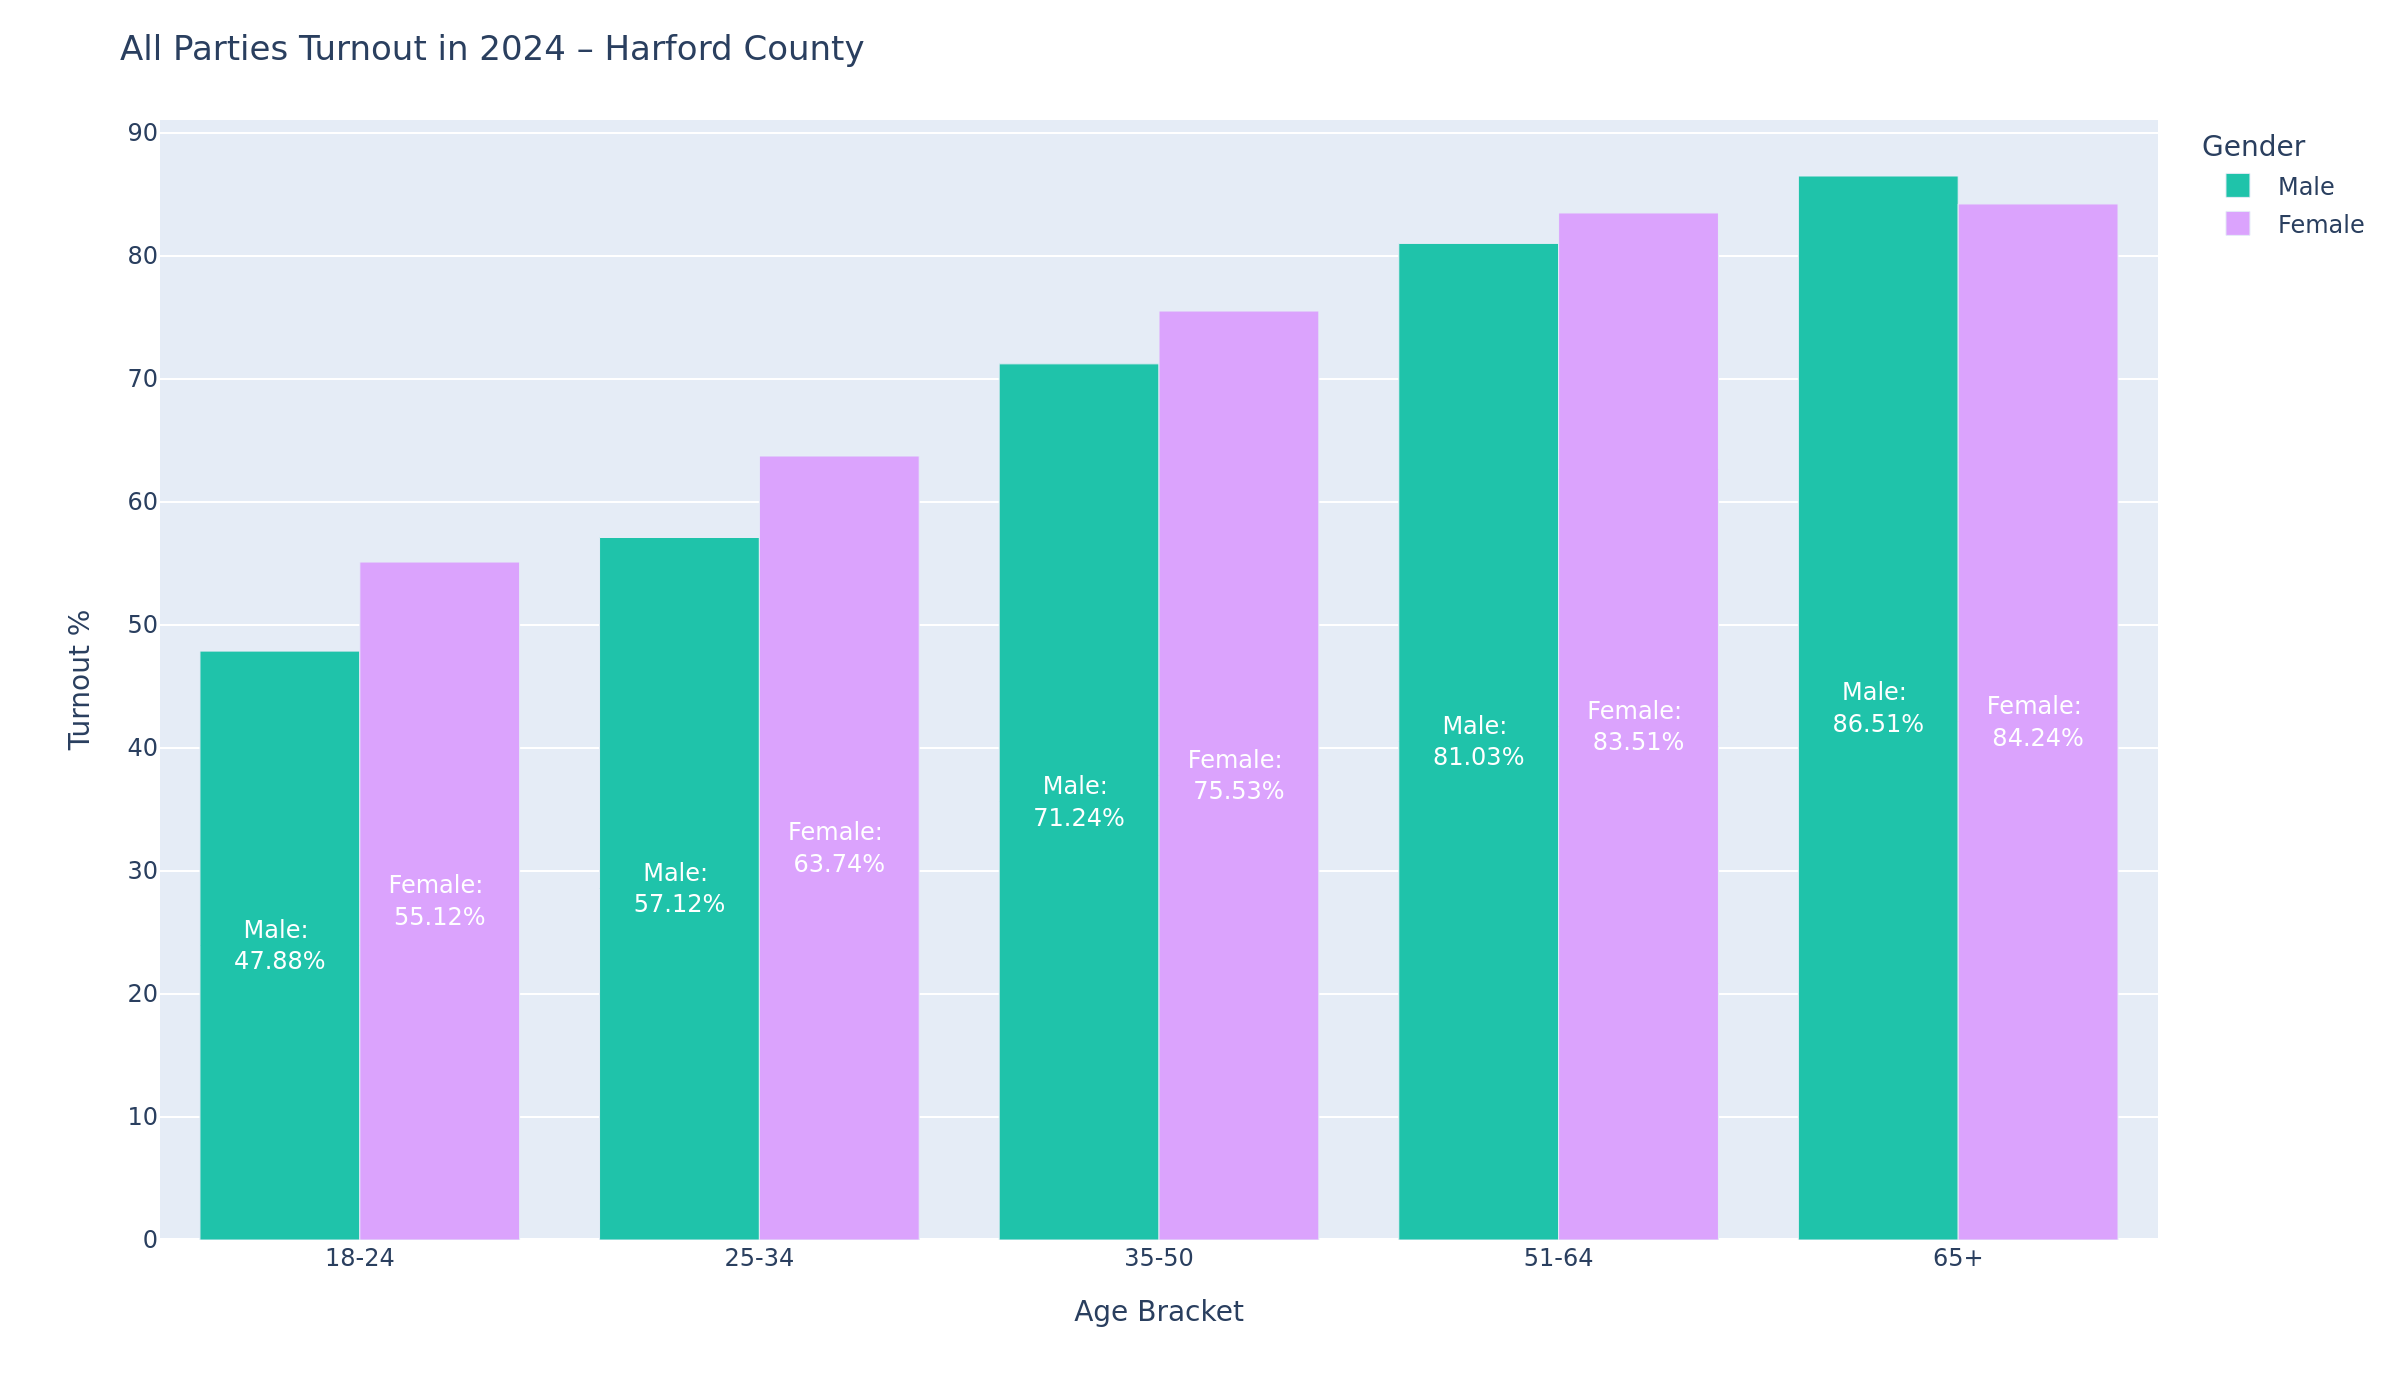 All Parties Turnout in 2024 – Harford County
Gender
Male
Female
Turnout %
90
80
70
60
50
40
30
20
10
0
Male:
47.88%
Female:
55.12%
Male:
57.12%
Female:
63.74%
Male:
71.24%
Female:
75.53%
Male:
81.03%
Female:
83.51%
Male:
86.51%
Female:
84.24%
18-24
25-34
35-50
51-64
65+
Age Bracket